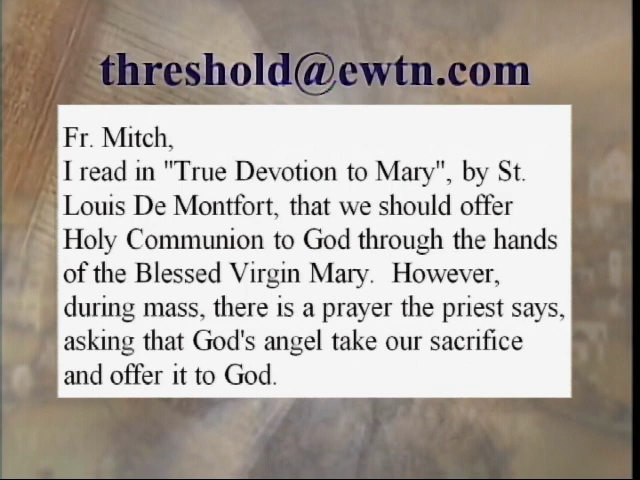 threshold@ewtn.com
Fr. Mitch,
I read in "True Devotion to Mary", by St.
Louis De Montfort, that we should offer
Holy Communion to God through the hands
of the Blessed Virgin Mary.  However,
during mass, there is a prayer the priest says,
asking that God's angel take our sacrifice
and offer it to God.